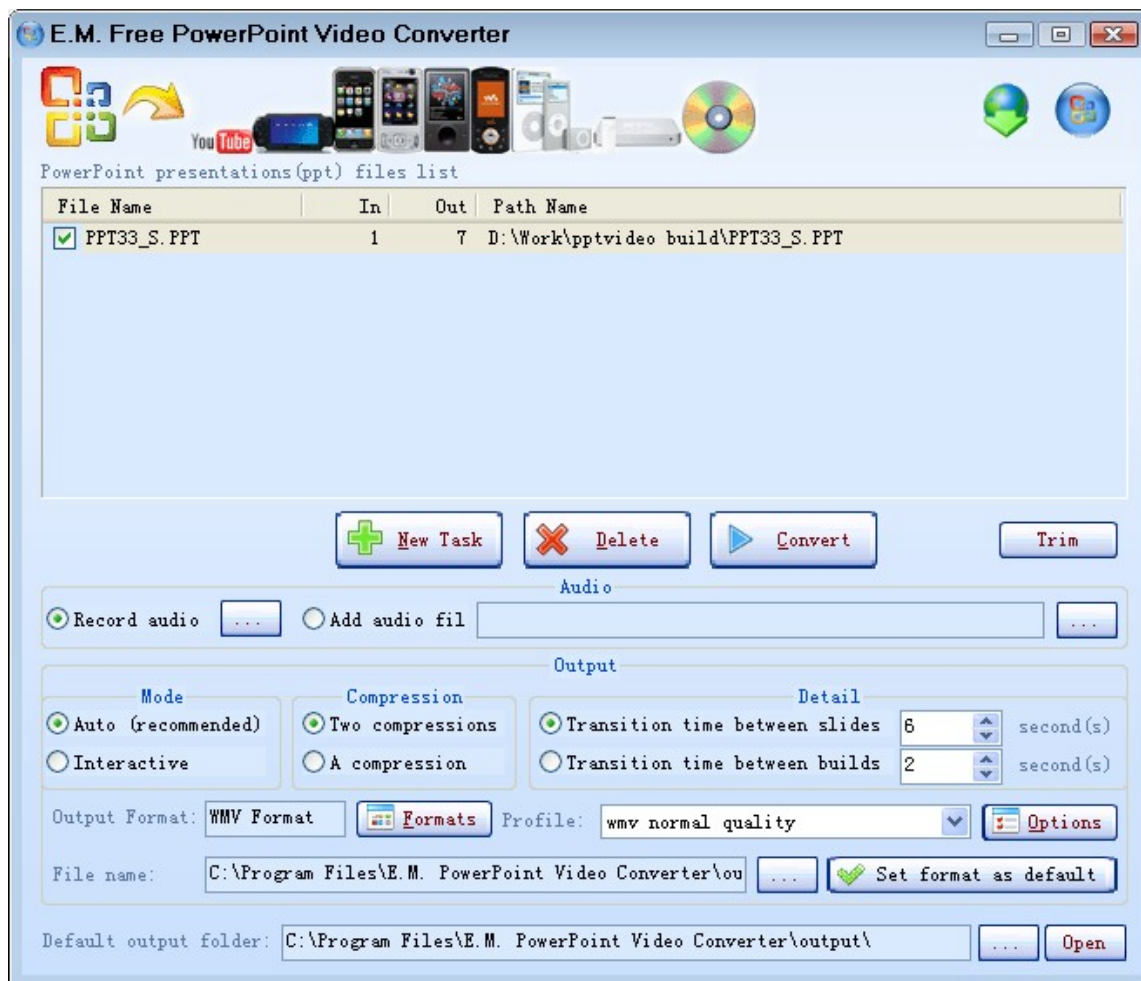 E.M. Free PowerPoint Video Converter
You Tube
PowerPoint presentations(ppt) files list
File Name In Out Path Name
PPT33_S.PPT 1 7 D:\Work\pptvideo build\PPT33_S.PPT
New Task Delete Convert Trim
Audio
Record audio ... Add audio fil ...
Output
Mode Compression Detail
Auto (recommended) Two compressions Transition time between slides 6 second(s)
Interactive A compression Transition time between builds 2 second(s)
Output Format: WMV Format Formats Profile: wmv normal quality Options
File name: C:\Program Files\E.M. PowerPoint Video Converter\ou ... Set format as default
Default output folder: C:\Program Files\E.M. PowerPoint Video Converter\output\ ... Open